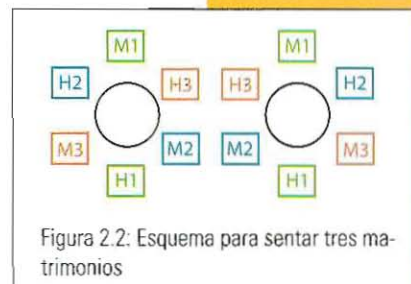 M1 M1
H2 H3 H3 H2
M3 M2 M2 M3
H1 H1
Figura 2.2: Esquema para sentar tres ma-
trimonios